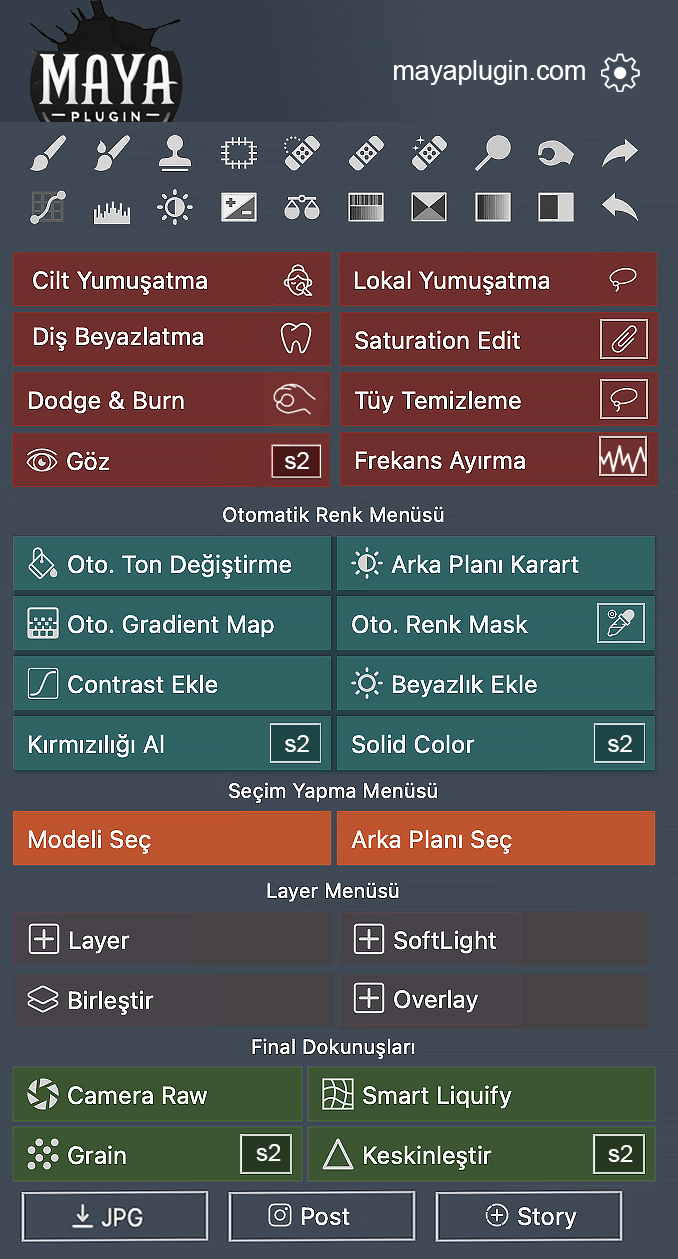 MAYA
PLUGIN
mayaplugin.com
Cilt Yumuşatma
Lokal Yumuşatma
Diş Beyazlatma
Saturation Edit
Dodge & Burn
Tüy Temizleme
Göz s2
Frekans Ayırma
Otomatik Renk Menüsü
Oto. Ton Değiştirme
Arka Planı Karart
Oto. Gradient Map
Oto. Renk Mask
Contrast Ekle
Beyazlık Ekle
Kırmızılığı Al s2
Solid Color s2
Seçim Yapma Menüsü
Modeli Seç
Arka Planı Seç
Layer Menüsü
Layer
SoftLight
Birleştir
Overlay
Final Dokunuşları
Camera Raw
Smart Liquify
Grain s2
Keskinleştir s2
JPG
Post
Story